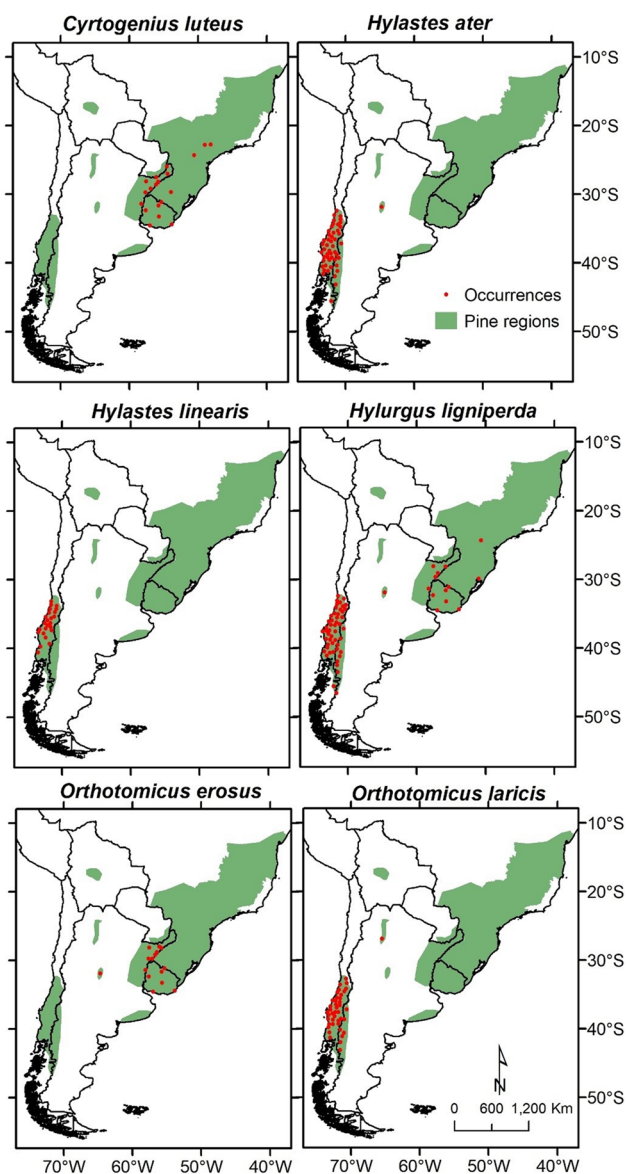 Cyrtogenius luteus
Hylastes ater
10°S
20°S
30°S
40°S
50°S
Occurrences
Pine regions
Hylastes linearis
Hylurgus ligniperda
10°S
20°S
30°S
40°S
50°S
Orthotomicus erosus
Orthotomicus laricis
10°S
20°S
30°S
40°S
50°S
N
0 600 1,200 Km
70°W 60°W 50°W 40°W 70°W 60°W 50°W 40°W